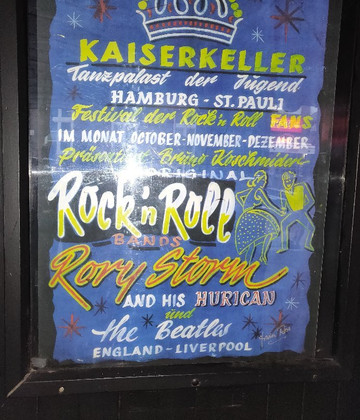 KAISERKELLER
Tanzpalast der Jugend
HAMBURG - ST. PAULI
Festival der Rock'n Roll FANS
IM MONAT OCTOBER-NOVEMBER-DEZEMBER
Präsentiert Bruno Koschmider
ORIGINAL
Rock'n Roll
BANDS
Rory Storm
AND HIS HURICAN
und
the Beatles
ENGLAND - LIVERPOOL